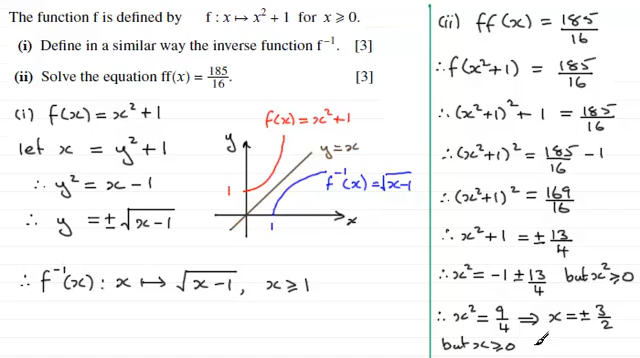 The function f is defined by f : x ↦ x² + 1 for x ⩾ 0.
(i) Define in a similar way the inverse function f⁻¹. [3]
(ii) Solve the equation ff(x) = 185/16. [3]
(i) f(x) = x² + 1
let x = y² + 1
∴ y² = x − 1
∴ y = ± √(x − 1)
f(x) = x² + 1
y
y = x
f⁻¹(x) = √(x−1)
1
1
x
∴ f⁻¹(x) : x ↦ √(x − 1), x ⩾ 1
(ii) ff(x) = 185/16
∴ f(x² + 1) = 185/16
∴ (x² + 1)² + 1 = 185/16
∴ (x² + 1)² = 185/16 − 1
∴ (x² + 1)² = 169/16
∴ x² + 1 = ± 13/4
∴ x² = −1 ± 13/4 but x² ⩾ 0
∴ x² = 9/4 ⇒ x = ± 3/2
but x ⩾ 0